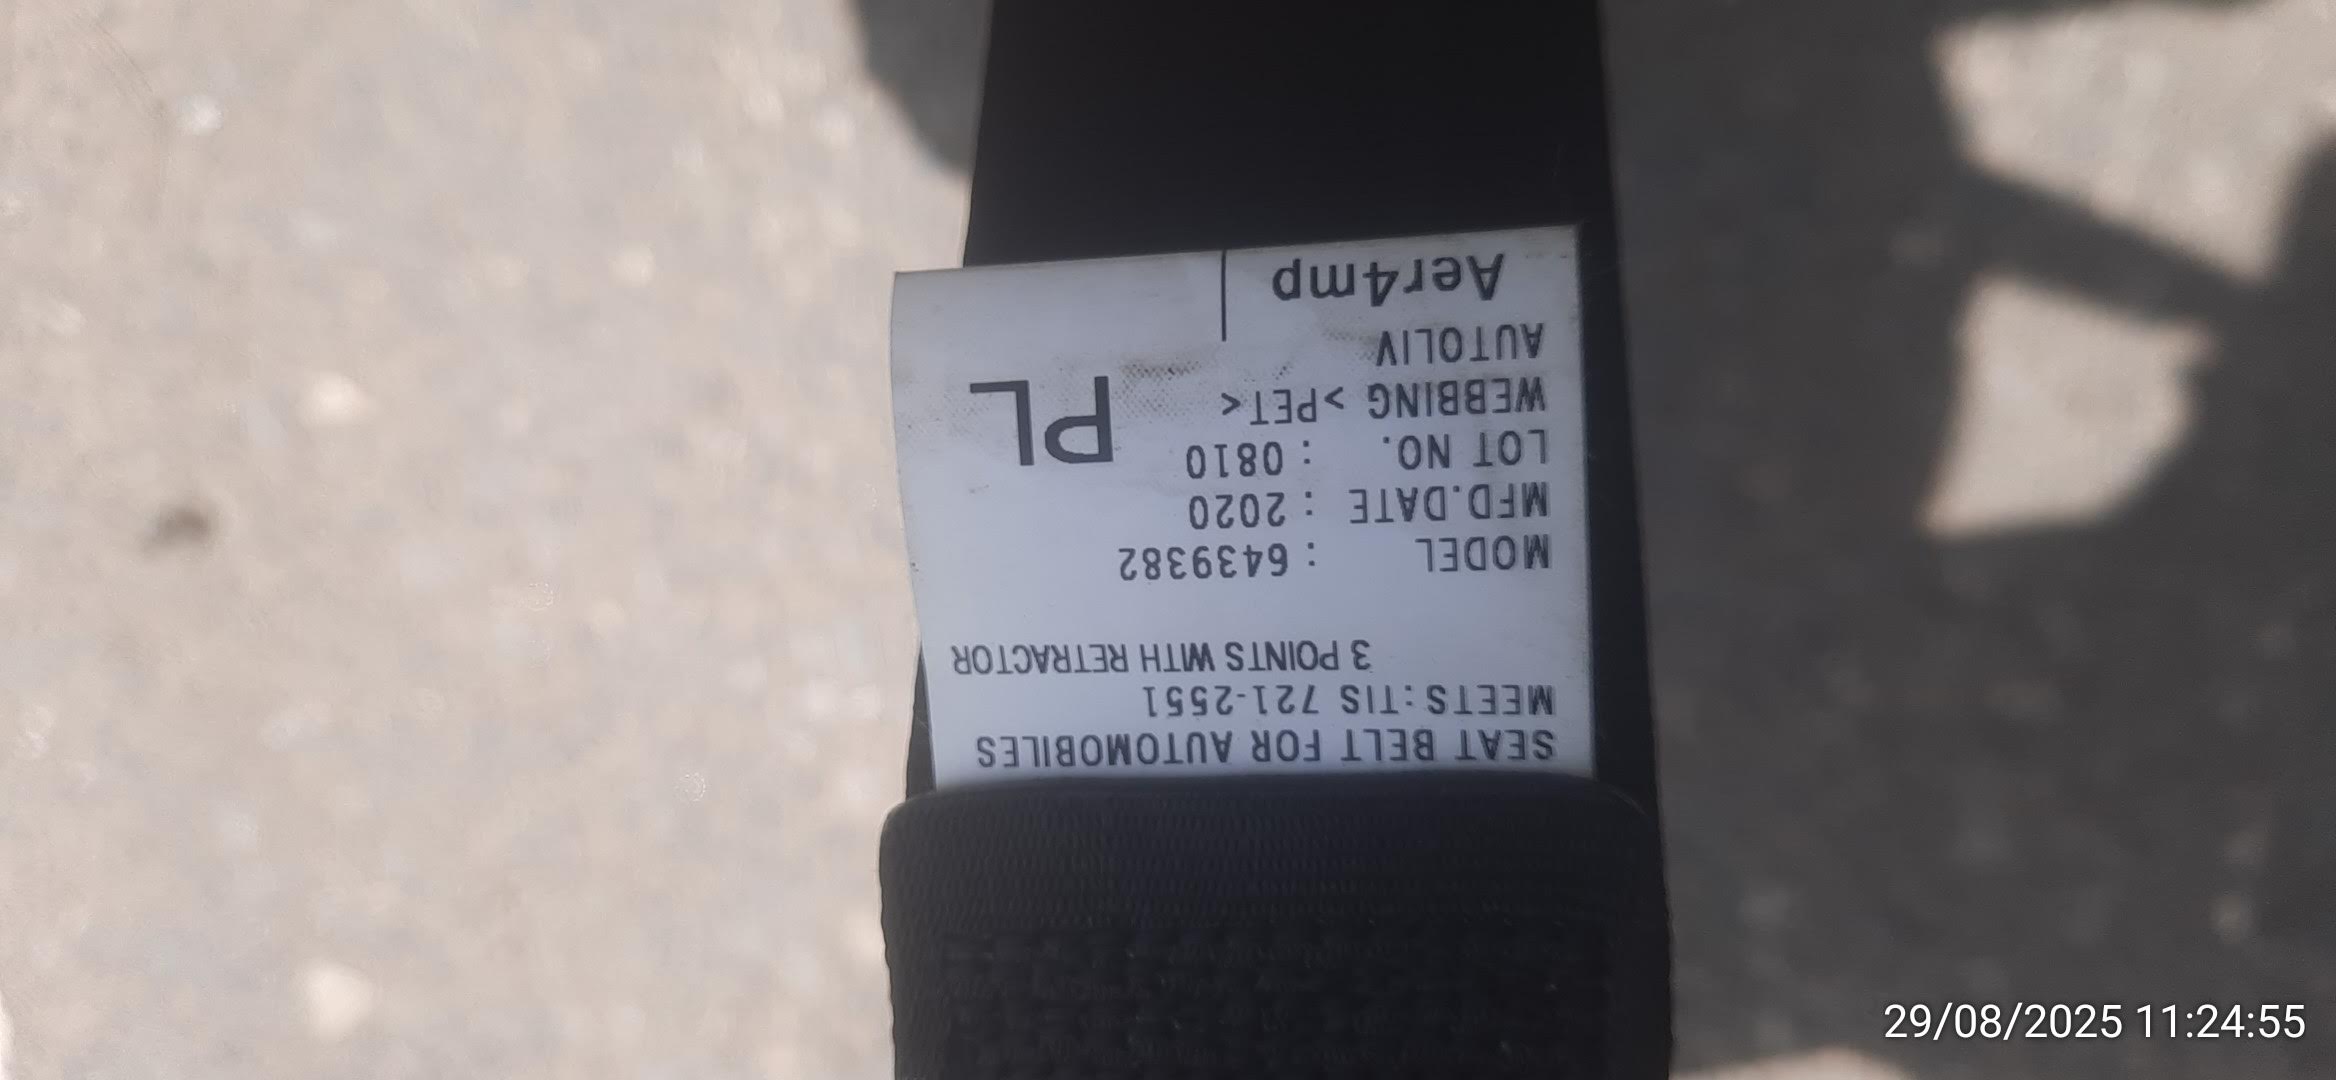 SEAT BELT FOR AUTOMOBILES
MEETS:TIS 721-2551
3 POINTS WITH RETRACTOR
MODEL : 6439382
MFD.DATE : 2020
LOT NO. : 0810
WEBBING >PET<
AUTOLIV
PL
Aer4mp
29/08/2025 11:24:55